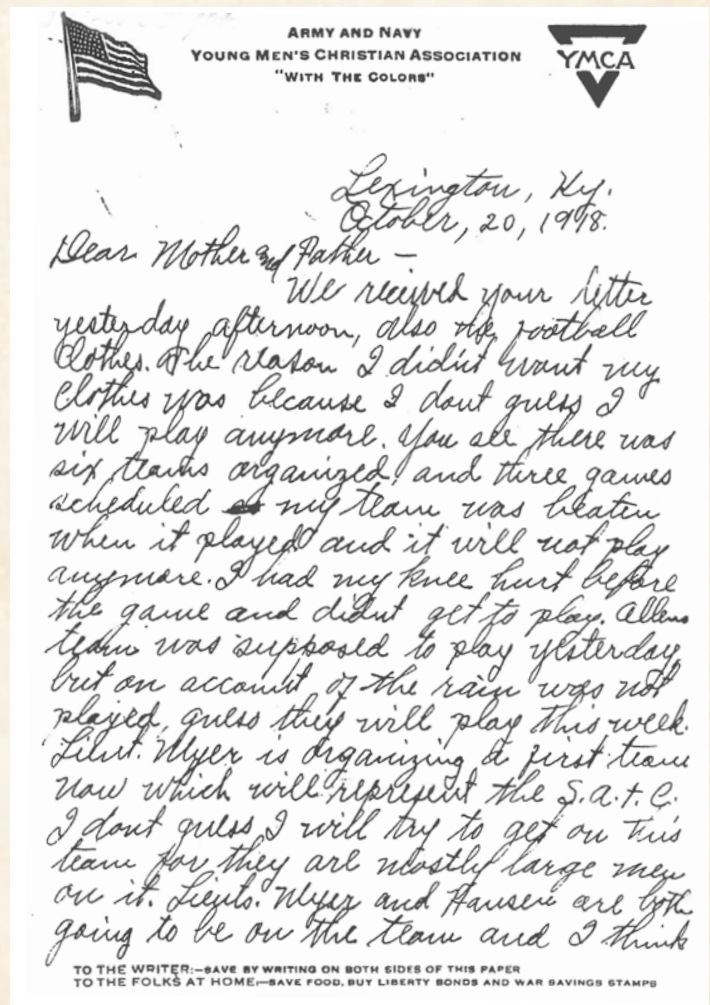 ARMY AND NAVY
YOUNG MEN'S CHRISTIAN ASSOCIATION
"WITH THE COLORS"
YMCA
Lexington, Ky.
October, 20, 1918.
Dear Mother and Father —
We received your letter
yesterday afternoon, also the football
clothes. The reason I didn't want my
clothes was because I dont guess I
will play anymore. You see there was
six teams organized, and three games
scheduled my team was beaten
when it played and it will not play
anymore. I had my knee hurt before
the game and didnt get to play. Allens
team was supposed to play yesterday,
but on account of the rain was not
played, guess they will play this week.
Lieut. Myer is organizing a first team
now which will represent the S.A.T.C.
I dont guess I will try to get on this
team for they are mostly large men
on it. Lieuts. Myer and Hansen are both
going to be on the team and I think
TO THE WRITER:—SAVE BY WRITING ON BOTH SIDES OF THIS PAPER
TO THE FOLKS AT HOME:—SAVE FOOD, BUY LIBERTY BONDS AND WAR SAVINGS STAMPS